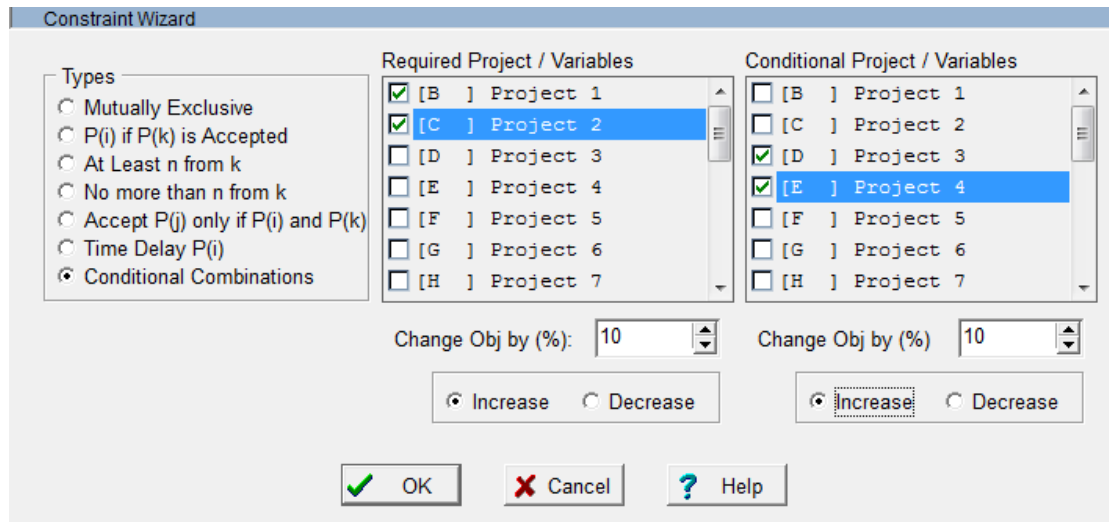 Constraint Wizard
Types
Mutually Exclusive
P(i) if P(k) is Accepted
At Least n from k
No more than n from k
Accept P(j) only if P(i) and P(k)
Time Delay P(i)
Conditional Combinations
Required Project / Variables
[B ] Project 1
[C ] Project 2
[D ] Project 3
[E ] Project 4
[F ] Project 5
[G ] Project 6
[H ] Project 7
Change Obj by (%): 10
Increase Decrease
Conditional Project / Variables
[B ] Project 1
[C ] Project 2
[D ] Project 3
[E ] Project 4
[F ] Project 5
[G ] Project 6
[H ] Project 7
Change Obj by (%) 10
Increase Decrease
OK Cancel Help